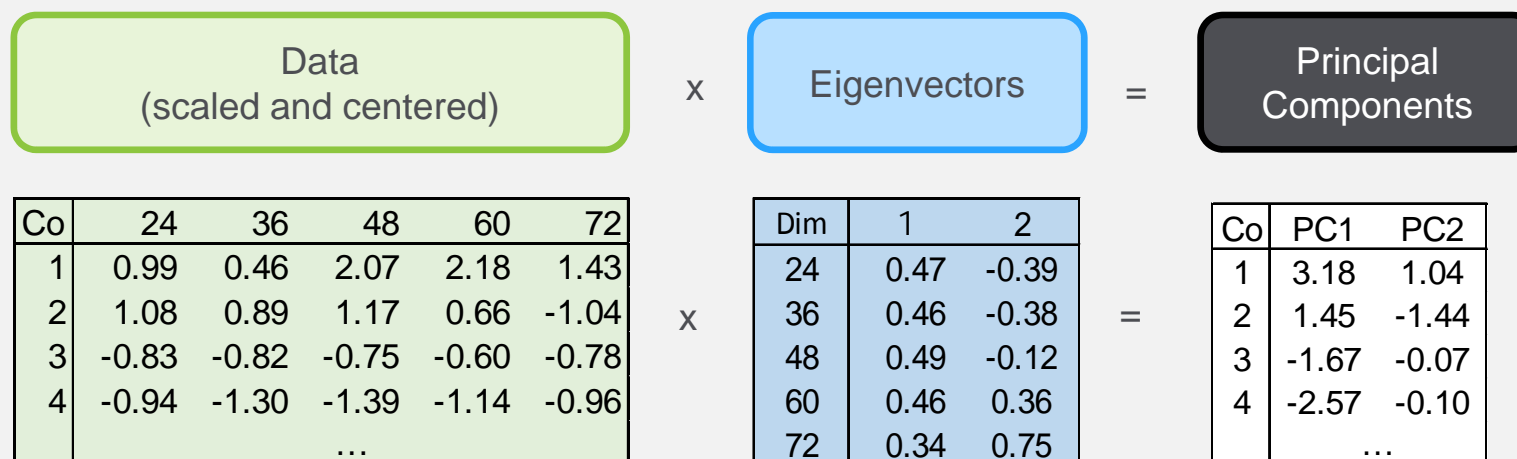 Data
(scaled and centered)
x
Eigenvectors
=
Principal
Components
Co 24 36 48 60 72
1 0.99 0.46 2.07 2.18 1.43
2 1.08 0.89 1.17 0.66 -1.04
3 -0.83 -0.82 -0.75 -0.60 -0.78
4 -0.94 -1.30 -1.39 -1.14 -0.96
...
x
Dim 1 2
24 0.47 -0.39
36 0.46 -0.38
48 0.49 -0.12
60 0.46 0.36
72 0.34 0.75
=
Co PC1 PC2
1 3.18 1.04
2 1.45 -1.44
3 -1.67 -0.07
4 -2.57 -0.10
...